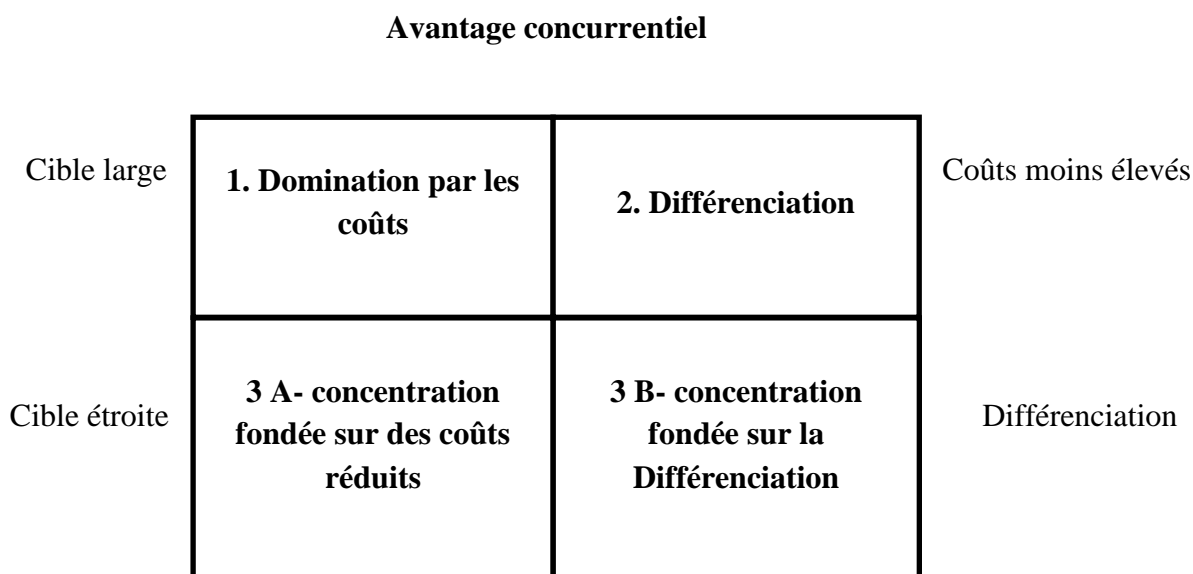 Avantage concurrentiel
Cible large
1. Domination par les
coûts
2. Différenciation
Coûts moins élevés
Cible étroite
3 A- concentration
fondée sur des coûts
réduits
3 B- concentration
fondée sur la
Différenciation
Différenciation